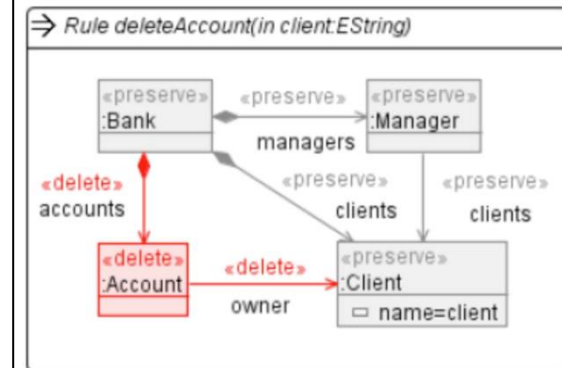 Rule deleteAccount(in client:EString)
«preserve» «preserve» «preserve»
:Bank :Manager
managers
«delete» «preserve» «preserve»
accounts clients clients
«delete» «delete» «preserve»
:Account :Client
owner name=client